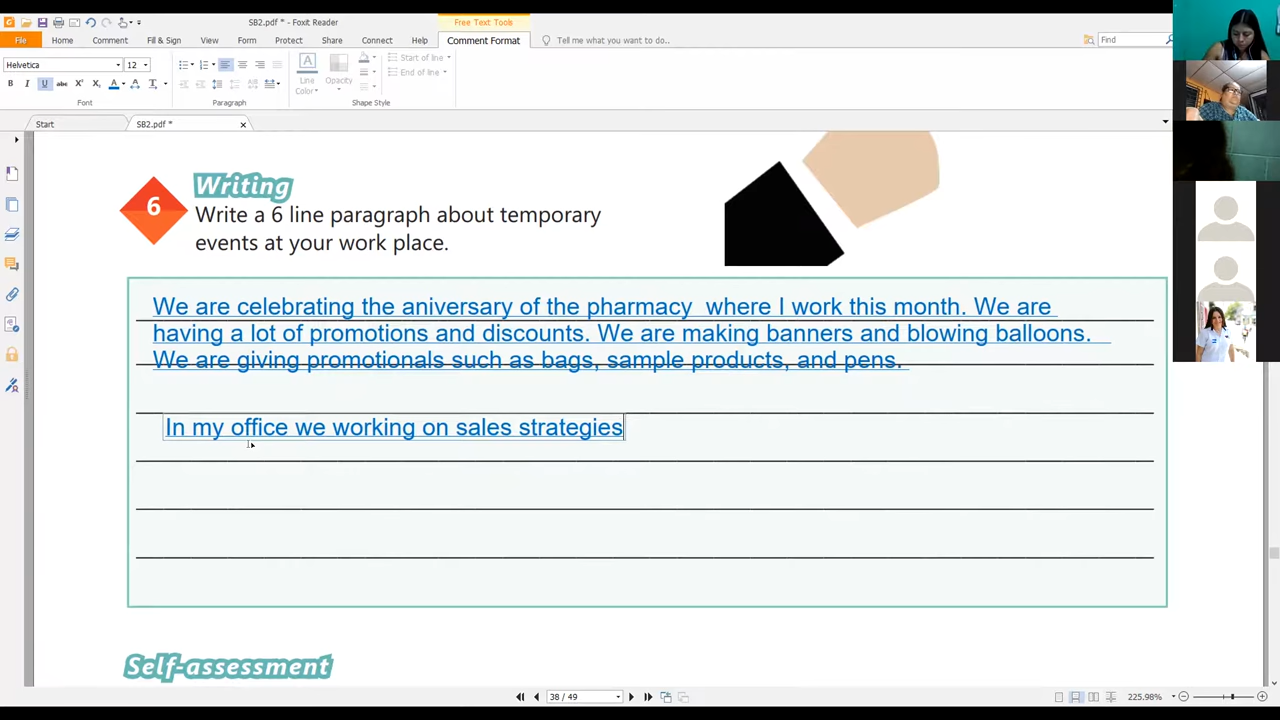 SB2.pdf * - Foxit Reader
Free Text Tools
File
Home
Comment
Fill & Sign
View
Form
Protect
Share
Connect
Help
Comment Format
Tell me what you want to do..
Find
Helvetica
12
Line
Color
Opacity
Start of line
End of line
Font
Paragraph
Shape Style
Start
SB2.pdf *
Writing
6
Write a 6 line paragraph about temporary
events at your work place.
We are celebrating the aniversary of the pharmacy where I work this month. We are
having a lot of promotions and discounts. We are making banners and blowing balloons.
We are giving promotionals such as bags, sample products, and pens.
In my office we working on sales strategies
Self-assessment
38 / 49
225.98%